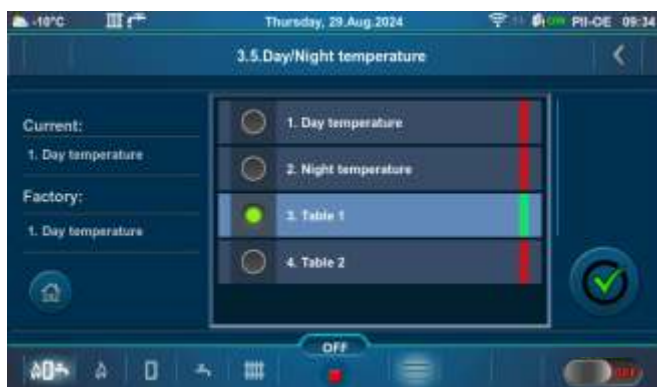 -10°C Thursday, 29.Aug.2024 PII-OE 09:34
3.5.Day/Night temperature
Current:
1. Day temperature
Factory:
1. Day temperature
1. Day temperature
2. Night temperature
3. Table 1
4. Table 2
OFF
OFF